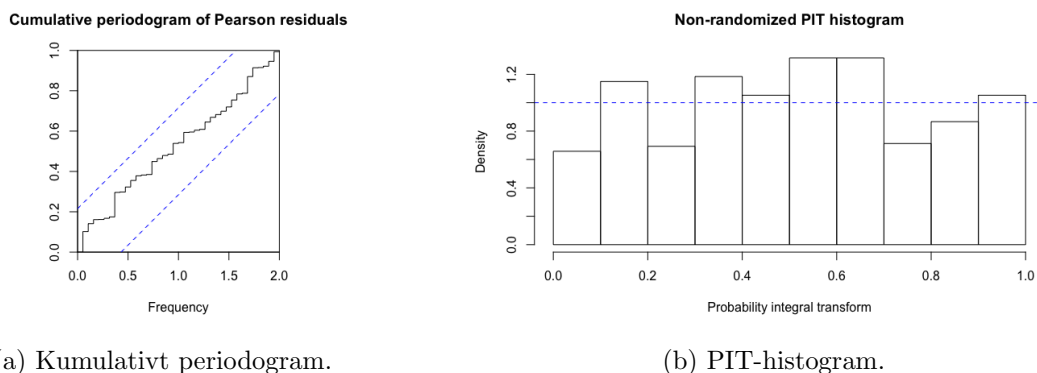 Cumulative periodogram of Pearson residuals
1.0
0.8
0.6
0.4
0.2
0.0
0.0 0.5 1.0 1.5 2.0
Frequency
a) Kumulativt periodogram.
Non-randomized PIT histogram
Density
1.2
0.8
0.4
0.0
0.0 0.2 0.4 0.6 0.8 1.0
Probability integral transform
(b) PIT-histogram.